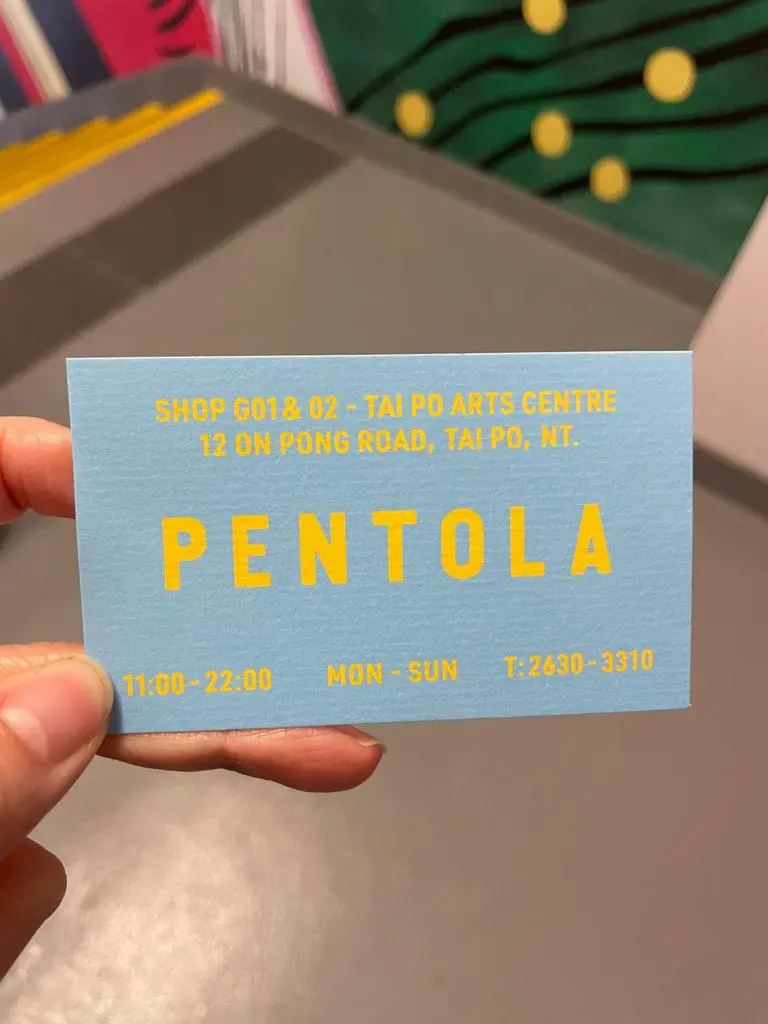 SHOP G01 & 02 - TAI PO ARTS CENTRE
12 ON PONG ROAD, TAI PO, NT.
PENTOLA
11:00 - 22:00 MON - SUN T: 2630 - 3310